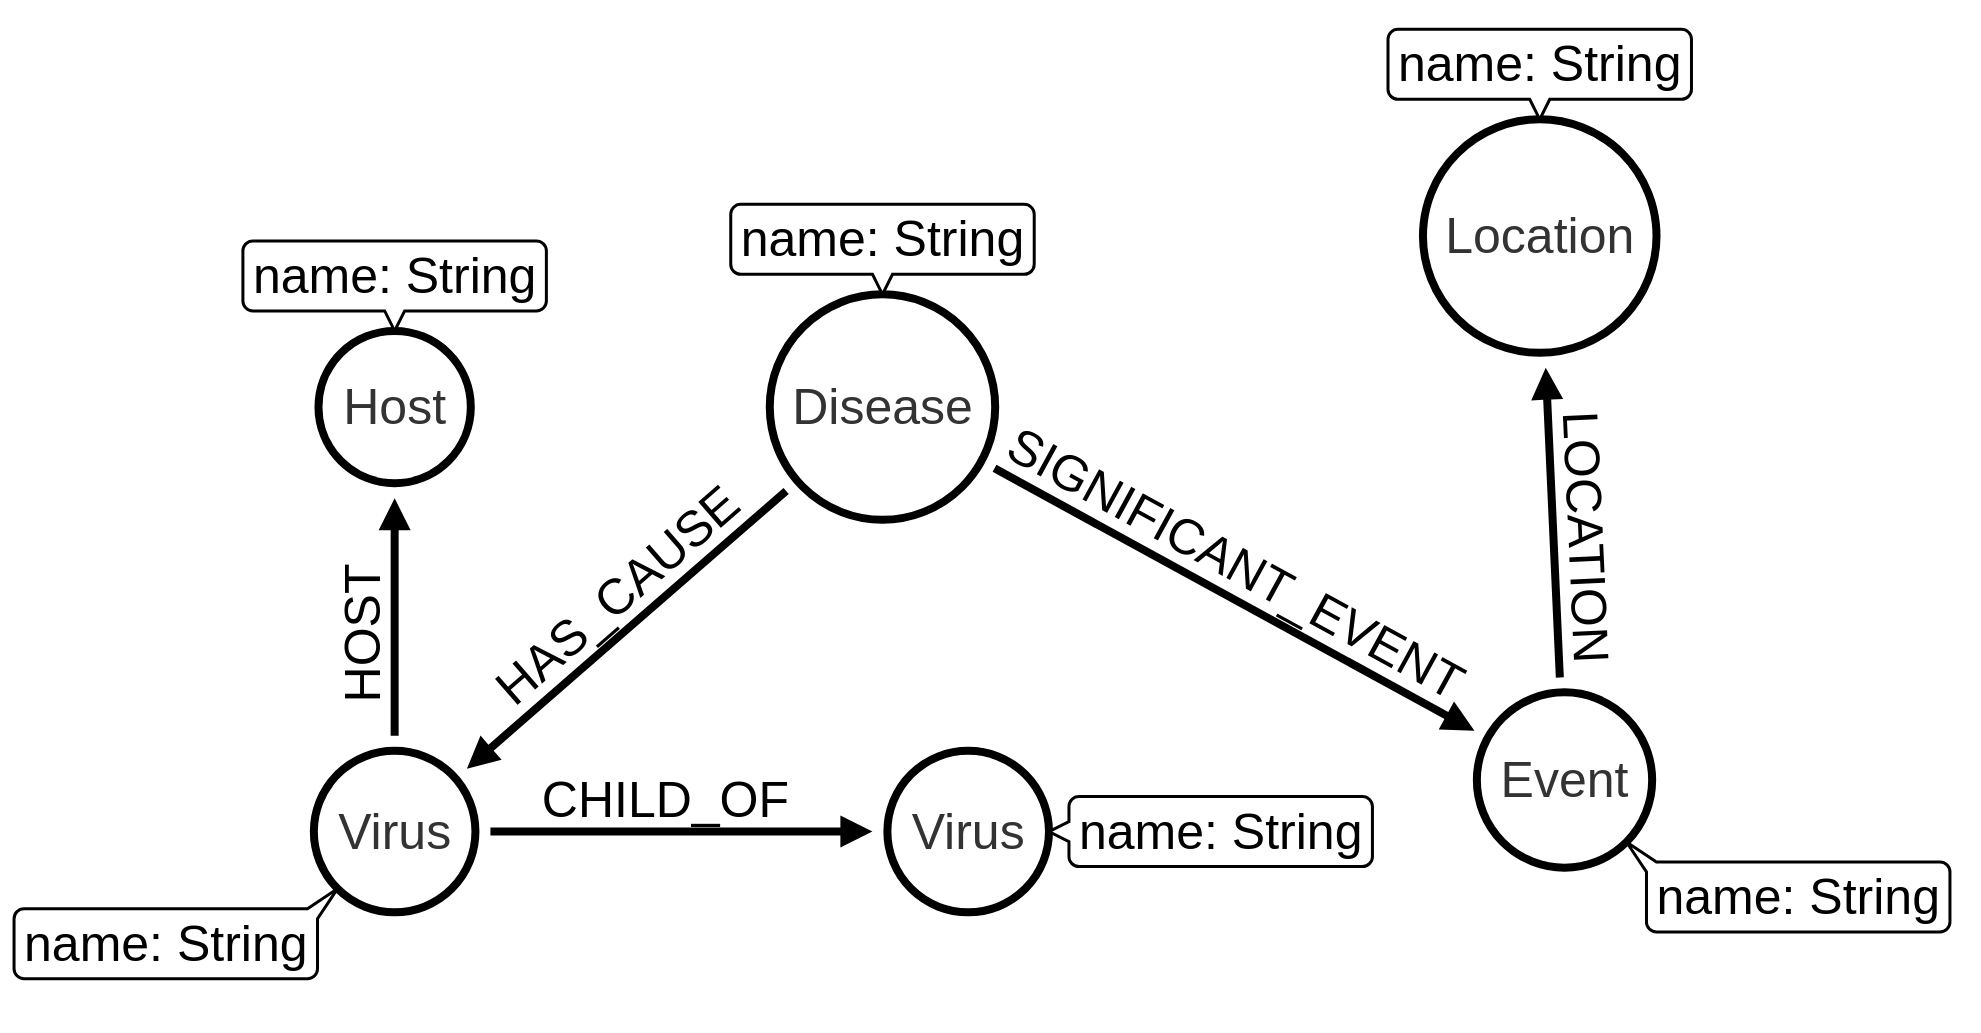 name: String
Location
name: String
Disease
name: String
Host
HOST
HAS_CAUSE
SIGNIFICANT_EVENT
LOCATION
Virus
name: String
CHILD_OF
Virus
name: String
Event
name: String